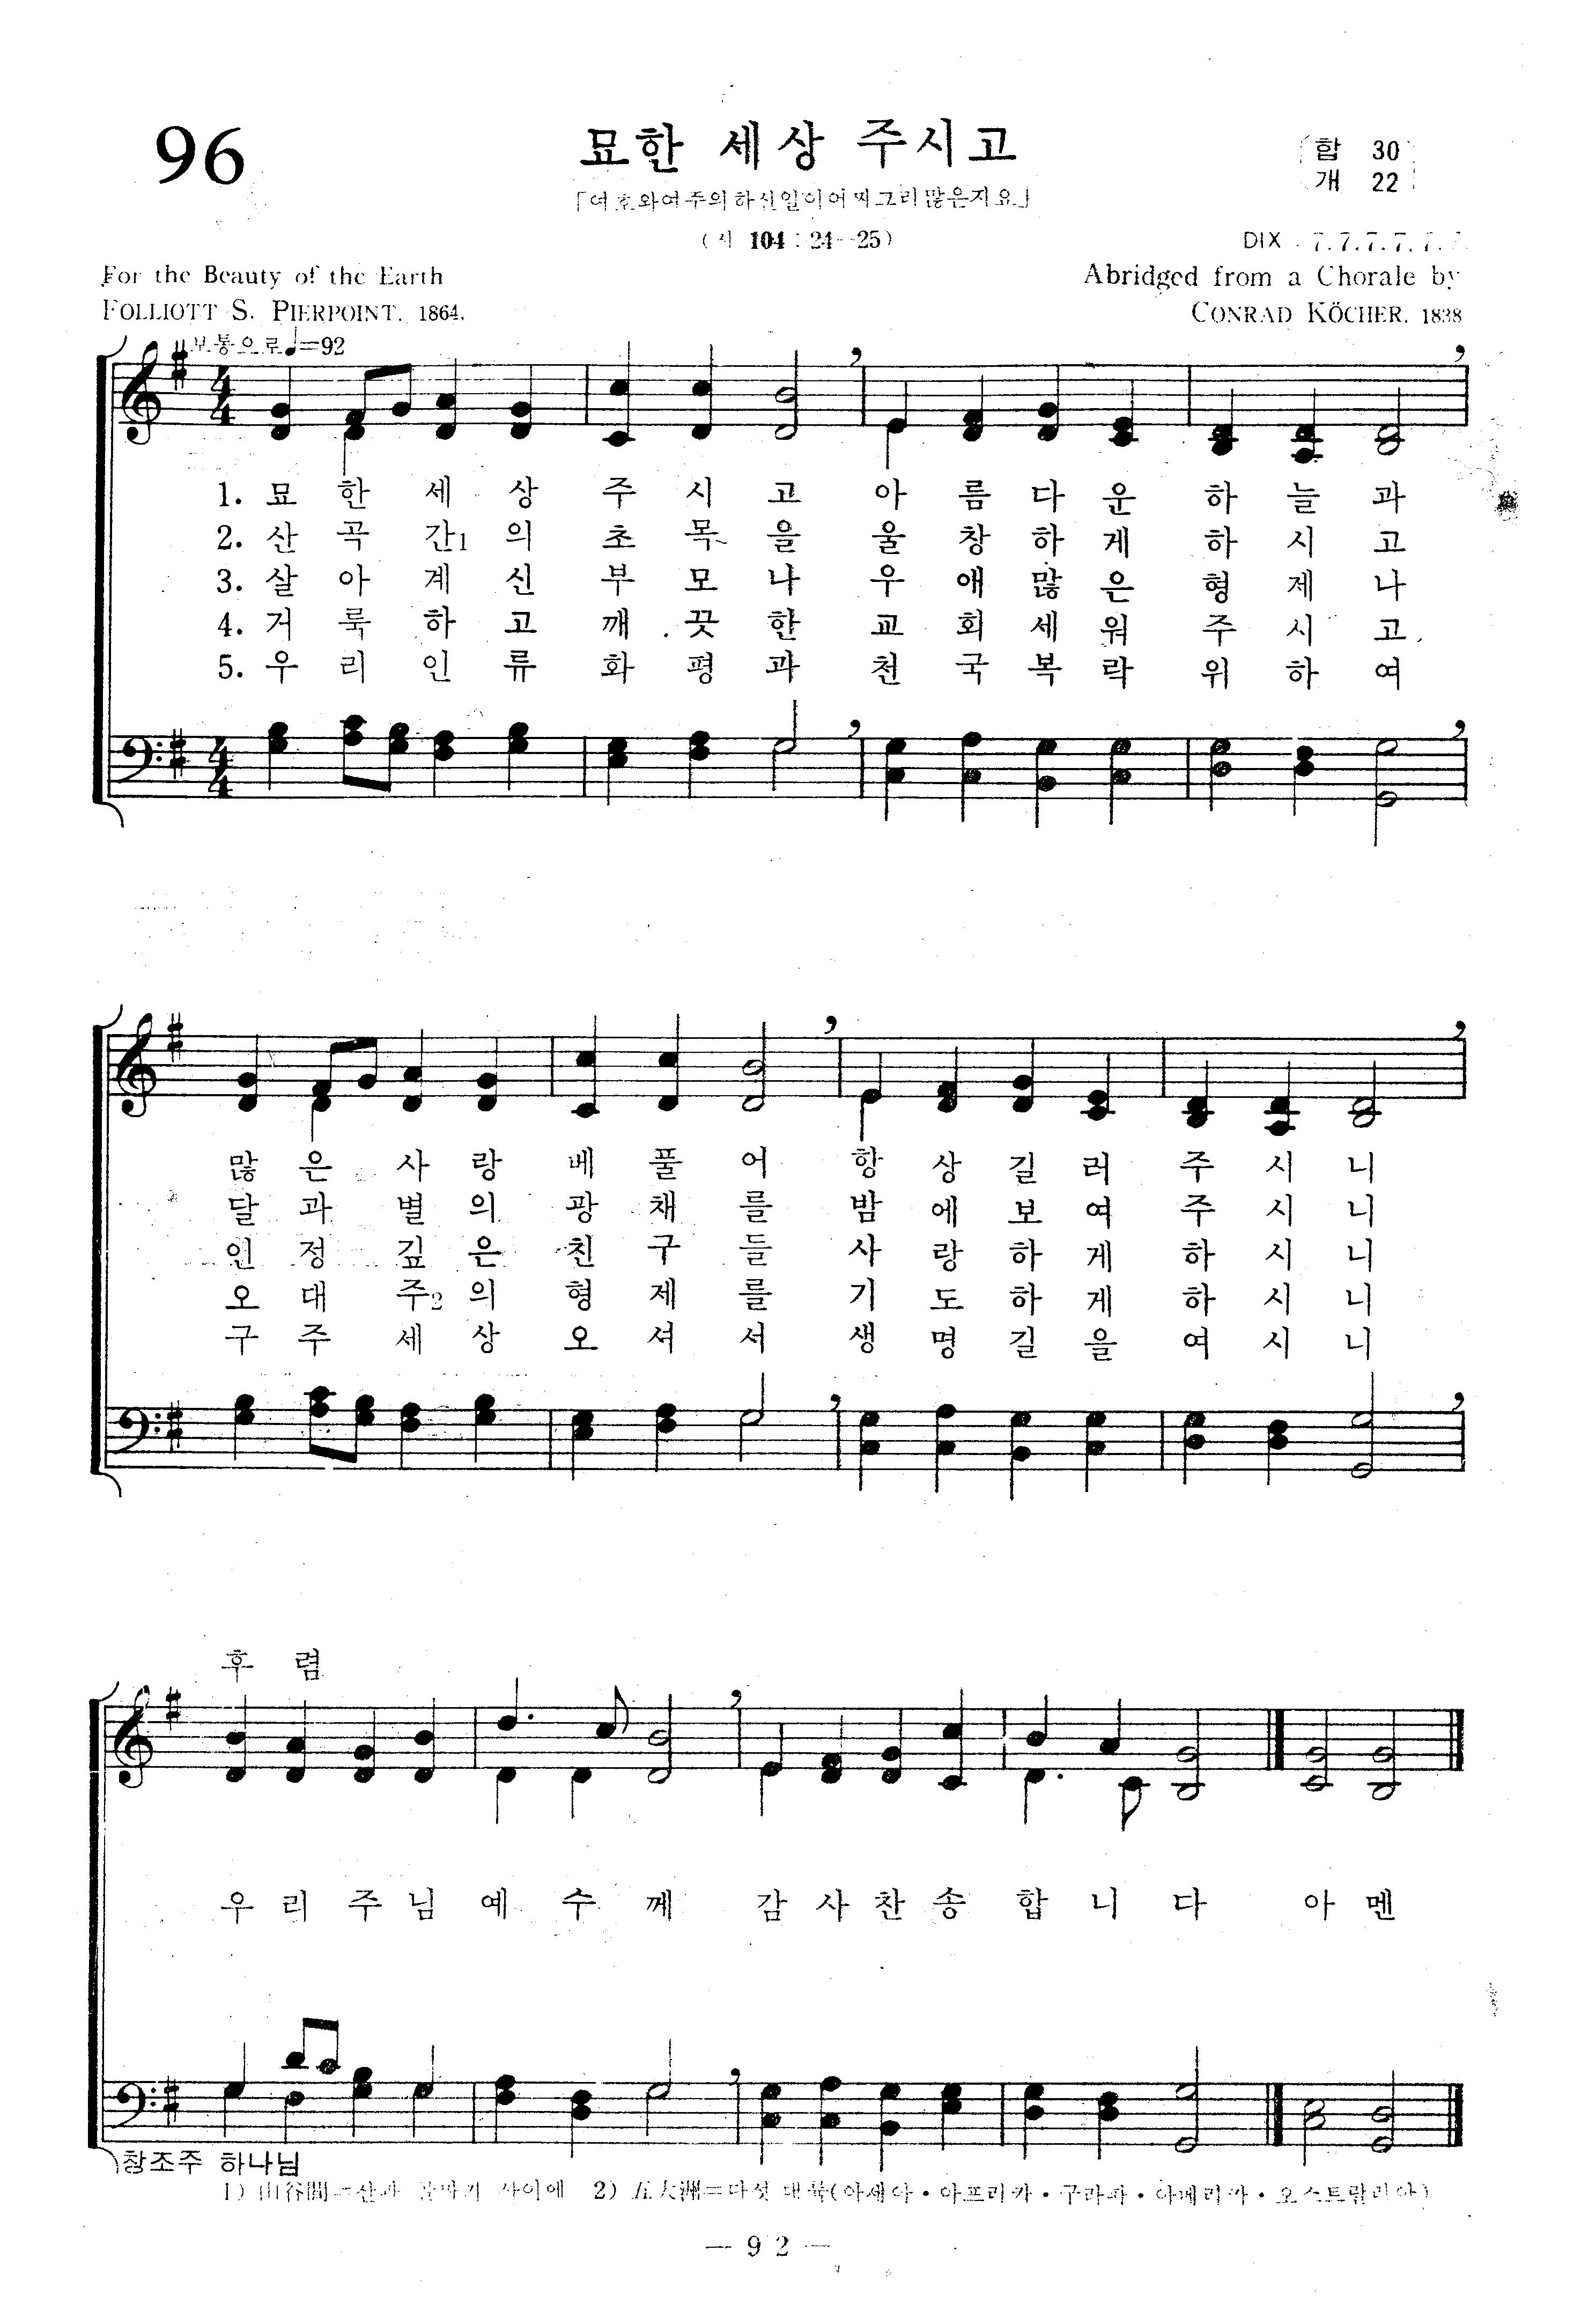 96
묘한 세상 주시고
「여호와여주의하신일이어찌그리많은지요」
(시 104 : 24-25)
합 30
개 22
DIX 7.7.7.7.7.7.
For the Beauty of the Earth
FOLLIOTT S. PIERPOINT, 1864.
Abridged from a Chorale by
CONRAD KÖCHER, 1838
보통으로 ♩=92
1. 묘 한 세 상 주 시 고 아 름 다 운 하 늘 과
2. 산 곡 간1 의 초 목 을 울 창 하 게 하 시 고
3. 살 아 계 신 부 모 나 우 애 많 은 형 제 나
4. 거 룩 하 고 깨 끗 한 교 회 세 워 주 시 고
5. 우 리 인 류 화 평 과 천 국 복 락 위 하 여
많 은 사 랑 베 풀 어 항 상 길 러 주 시 니
달 과 별 의 광 채 를 밤 에 보 여 주 시 니
인 정 깊 은 친 구 들 사 랑 하 게 하 시 니
오 대 주2 의 형 제 를 기 도 하 게 하 시 니
구 주 세 상 오 셔 서 생 명 길 을 여 시 니
후 렴
우 리 주 님 예 수 께 감 사 찬 송 합 니 다 아 멘
창조주 하나님
1) 山谷間=산과 골짜기 사이에 2) 五大洲=다섯 대륙(아세아・아프리카・구라파・아메리카・오스트랄리아)
— 9 2 —